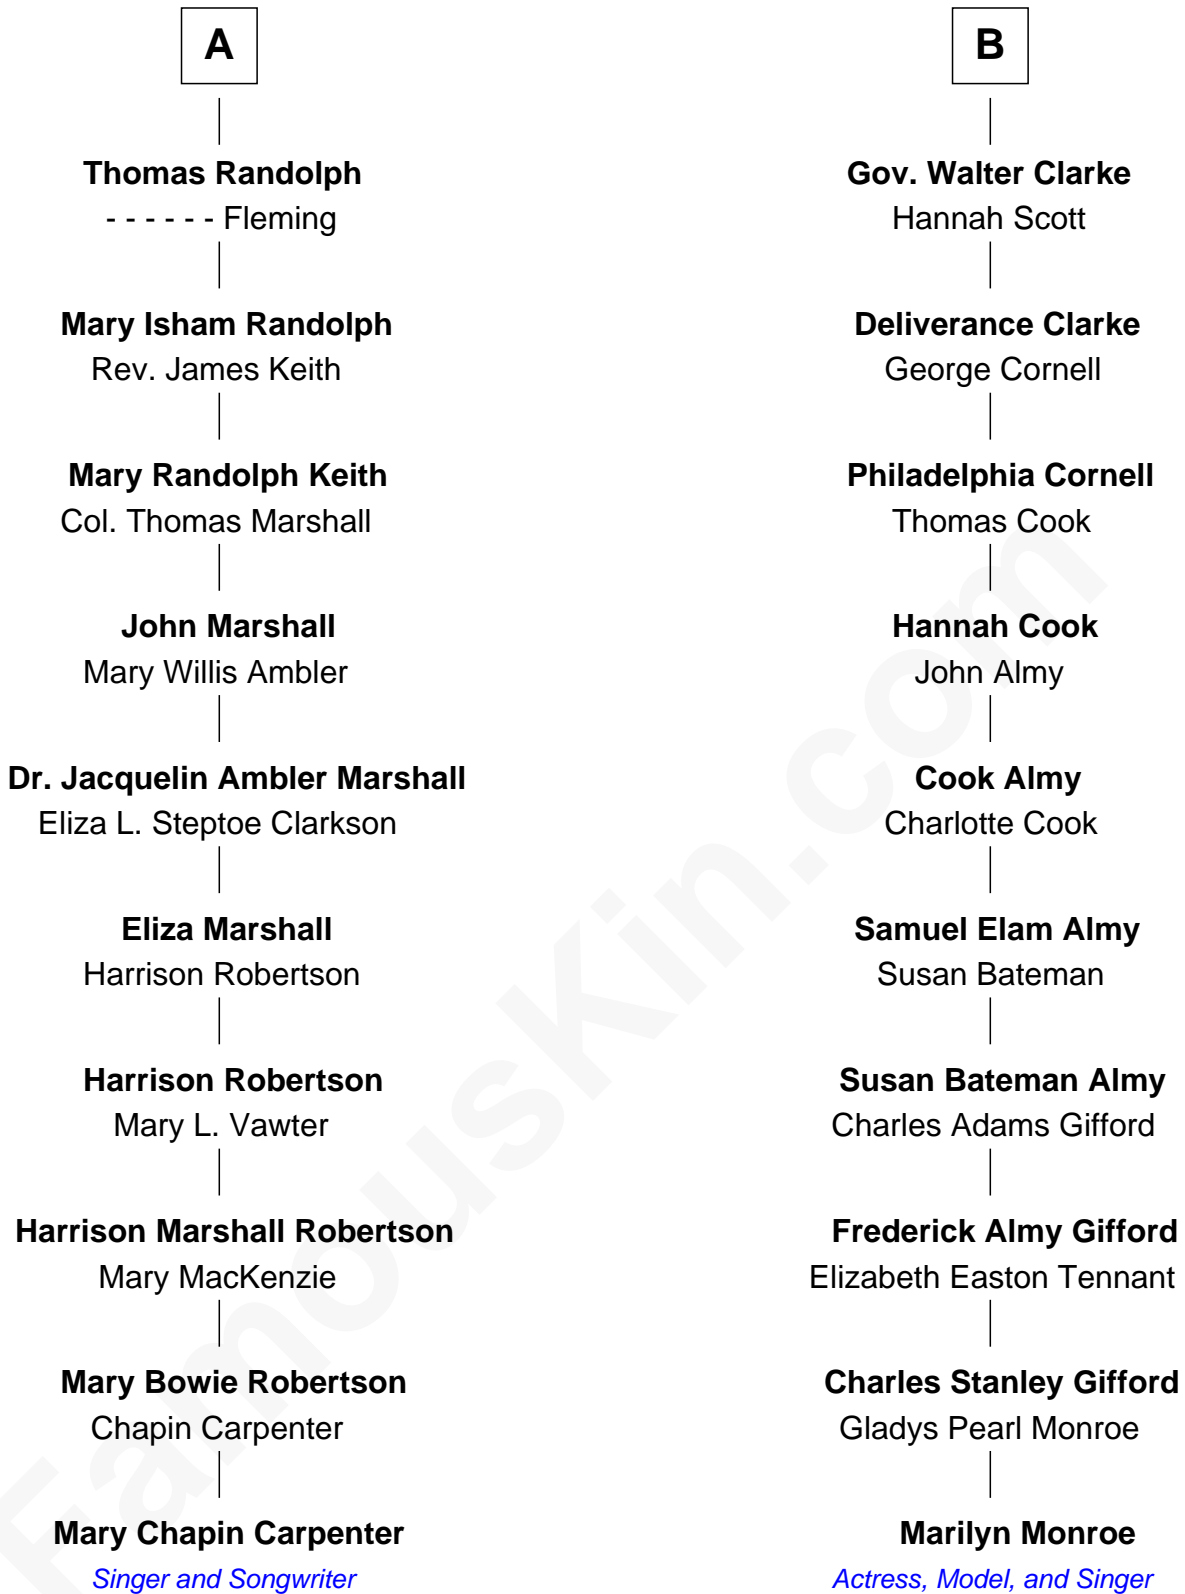 A
Thomas Randolph
- - - - - - Fleming
Mary Isham Randolph
Rev. James Keith
Mary Randolph Keith
Col. Thomas Marshall
John Marshall
Mary Willis Ambler
Dr. Jacquelin Ambler Marshall
Eliza L. Steptoe Clarkson
Eliza Marshall
Harrison Robertson
Harrison Robertson
Mary L. Vawter
Harrison Marshall Robertson
Mary MacKenzie
Mary Bowie Robertson
Chapin Carpenter
Mary Chapin Carpenter
Singer and Songwriter
B
Gov. Walter Clarke
Hannah Scott
Deliverance Clarke
George Cornell
Philadelphia Cornell
Thomas Cook
Hannah Cook
John Almy
Cook Almy
Charlotte Cook
Samuel Elam Almy
Susan Bateman
Susan Bateman Almy
Charles Adams Gifford
Frederick Almy Gifford
Elizabeth Easton Tennant
Charles Stanley Gifford
Gladys Pearl Monroe
Marilyn Monroe
Actress, Model, and Singer
FamousKin.com